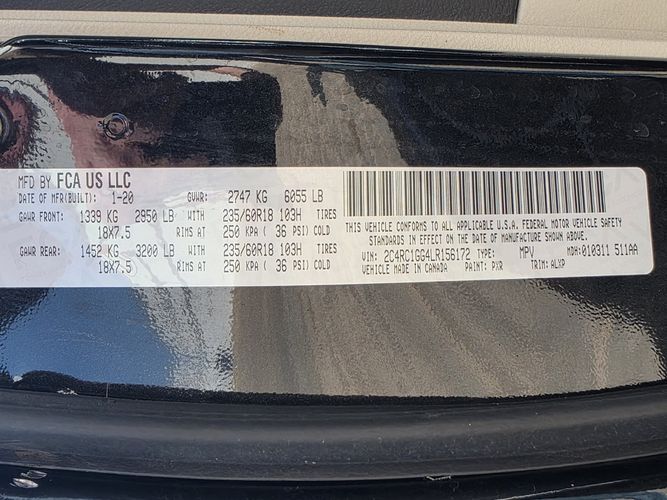 MFD BY FCA US LLC
DATE OF MFR(BUILT): 1-20 GVWR: 2747 KG 6055 LB
GAWR FRONT: 1339 KG 2950 LB WITH 235/60R18 103H TIRES
18X7.5 RIMS AT 250 KPA ( 36 PSI) COLD
GAWR REAR: 1452 KG 3200 LB WITH 235/60R18 103H TIRES
18X7.5 RIMS AT 250 KPA ( 36 PSI) COLD
THIS VEHICLE CONFORMS TO ALL APPLICABLE U.S.A. FEDERAL MOTOR VEHICLE SAFETY
STANDARDS IN EFFECT ON THE DATE OF MANUFACTURE SHOWN ABOVE.
VIN: 2C4RC1GG4LR156172 TYPE: MPV MDH: 010311 511AA
VEHICLE MADE IN CANADA PAINT: PXR TRIM: ALXP